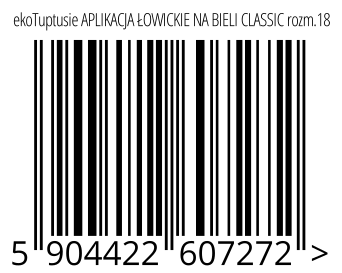 ekoTuptusie APLIKACJA ŁOWICKIE NA BIELI CLASSIC rozm.18
5 904422 607272 >